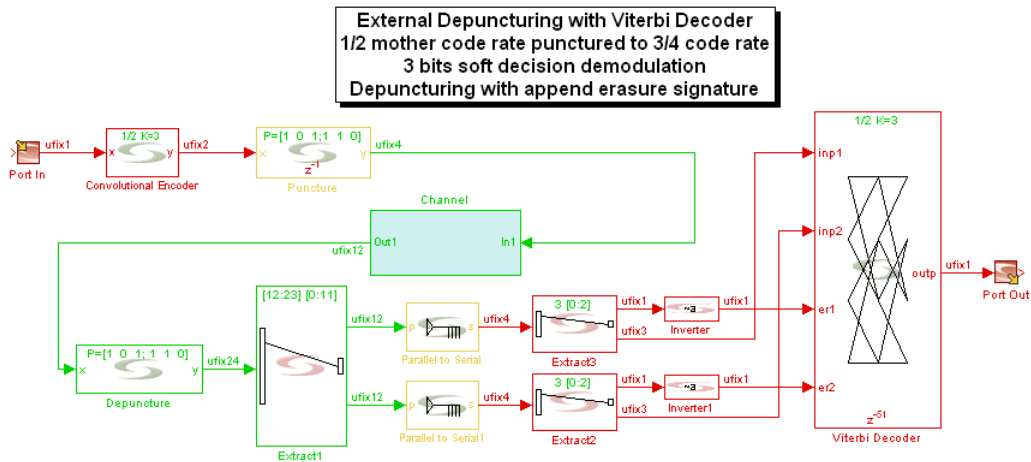 External Depuncturing with Viterbi Decoder
1/2 mother code rate punctured to 3/4 code rate
3 bits soft decision demodulation
Depuncturing with append erasure signature
Port In
ufix1
1/2 K=3
x y
Convolutional Encoder
ufix2
P=[1 0 1;1 1 0]
x y
z-1
Puncture
ufix4
Channel
Out1 In1
ufix12
P=[1 0 1; 1 1 0]
x y
Depuncture
ufix24
[12:23] [0:11]
Extract1
ufix12
p s
Parallel to Serial
ufix4
3 [0:2]
Extract3
ufix1
ufix3
~a
Inverter
ufix1
ufix12
p s
Parallel to Serial1
ufix4
3 [0:2]
Extract2
ufix1
ufix3
~a
Inverter1
ufix1
1/2 K=3
inp1
inp2
er1
er2
outp
z-51
Viterbi Decoder
ufix1
Port Out